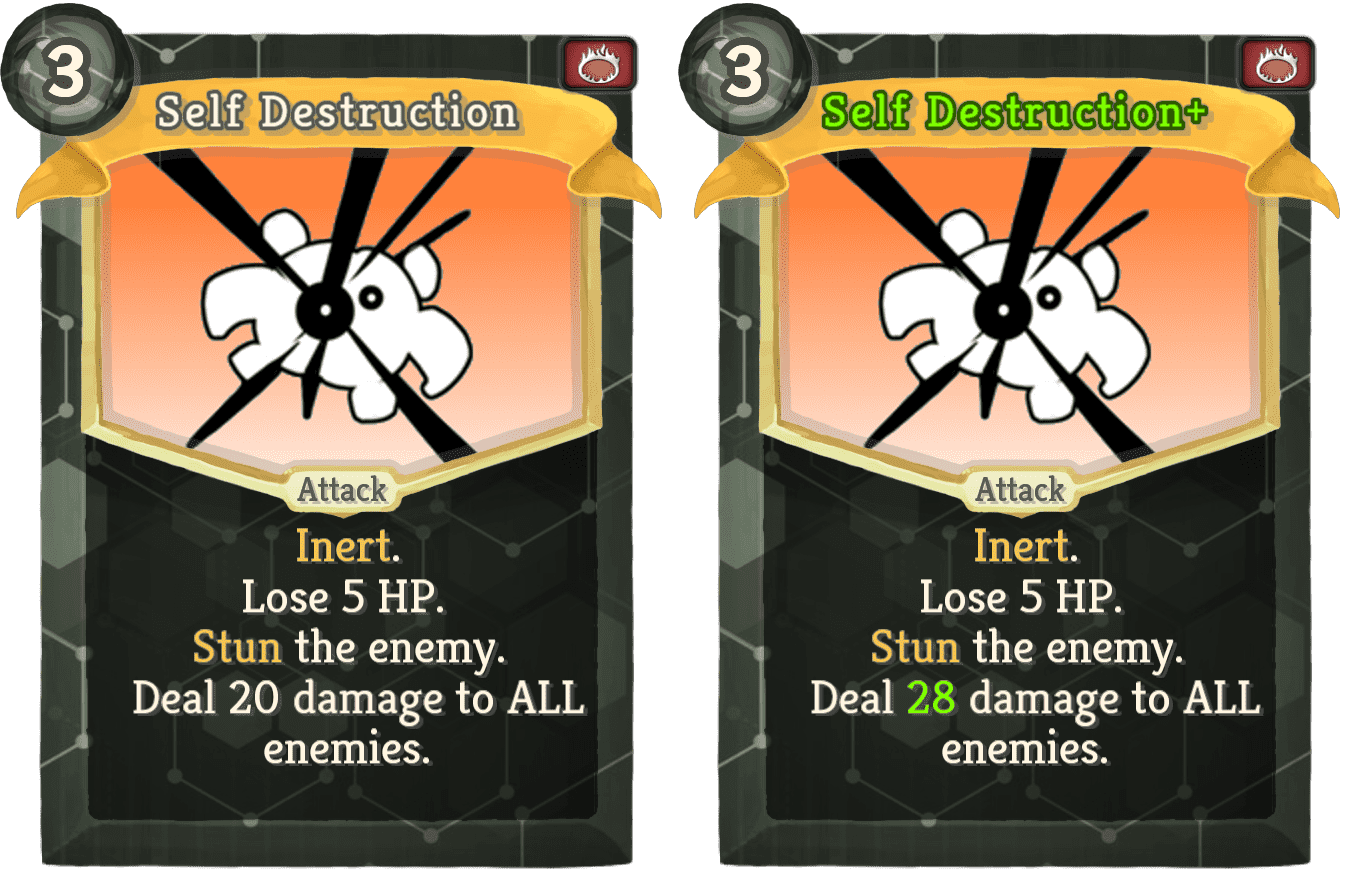 3
Self Destruction
Attack
Inert.
Lose 5 HP.
Stun the enemy.
Deal 20 damage to ALL
enemies.
3
Self Destruction+
Attack
Inert.
Lose 5 HP.
Stun the enemy.
Deal 28 damage to ALL
enemies.